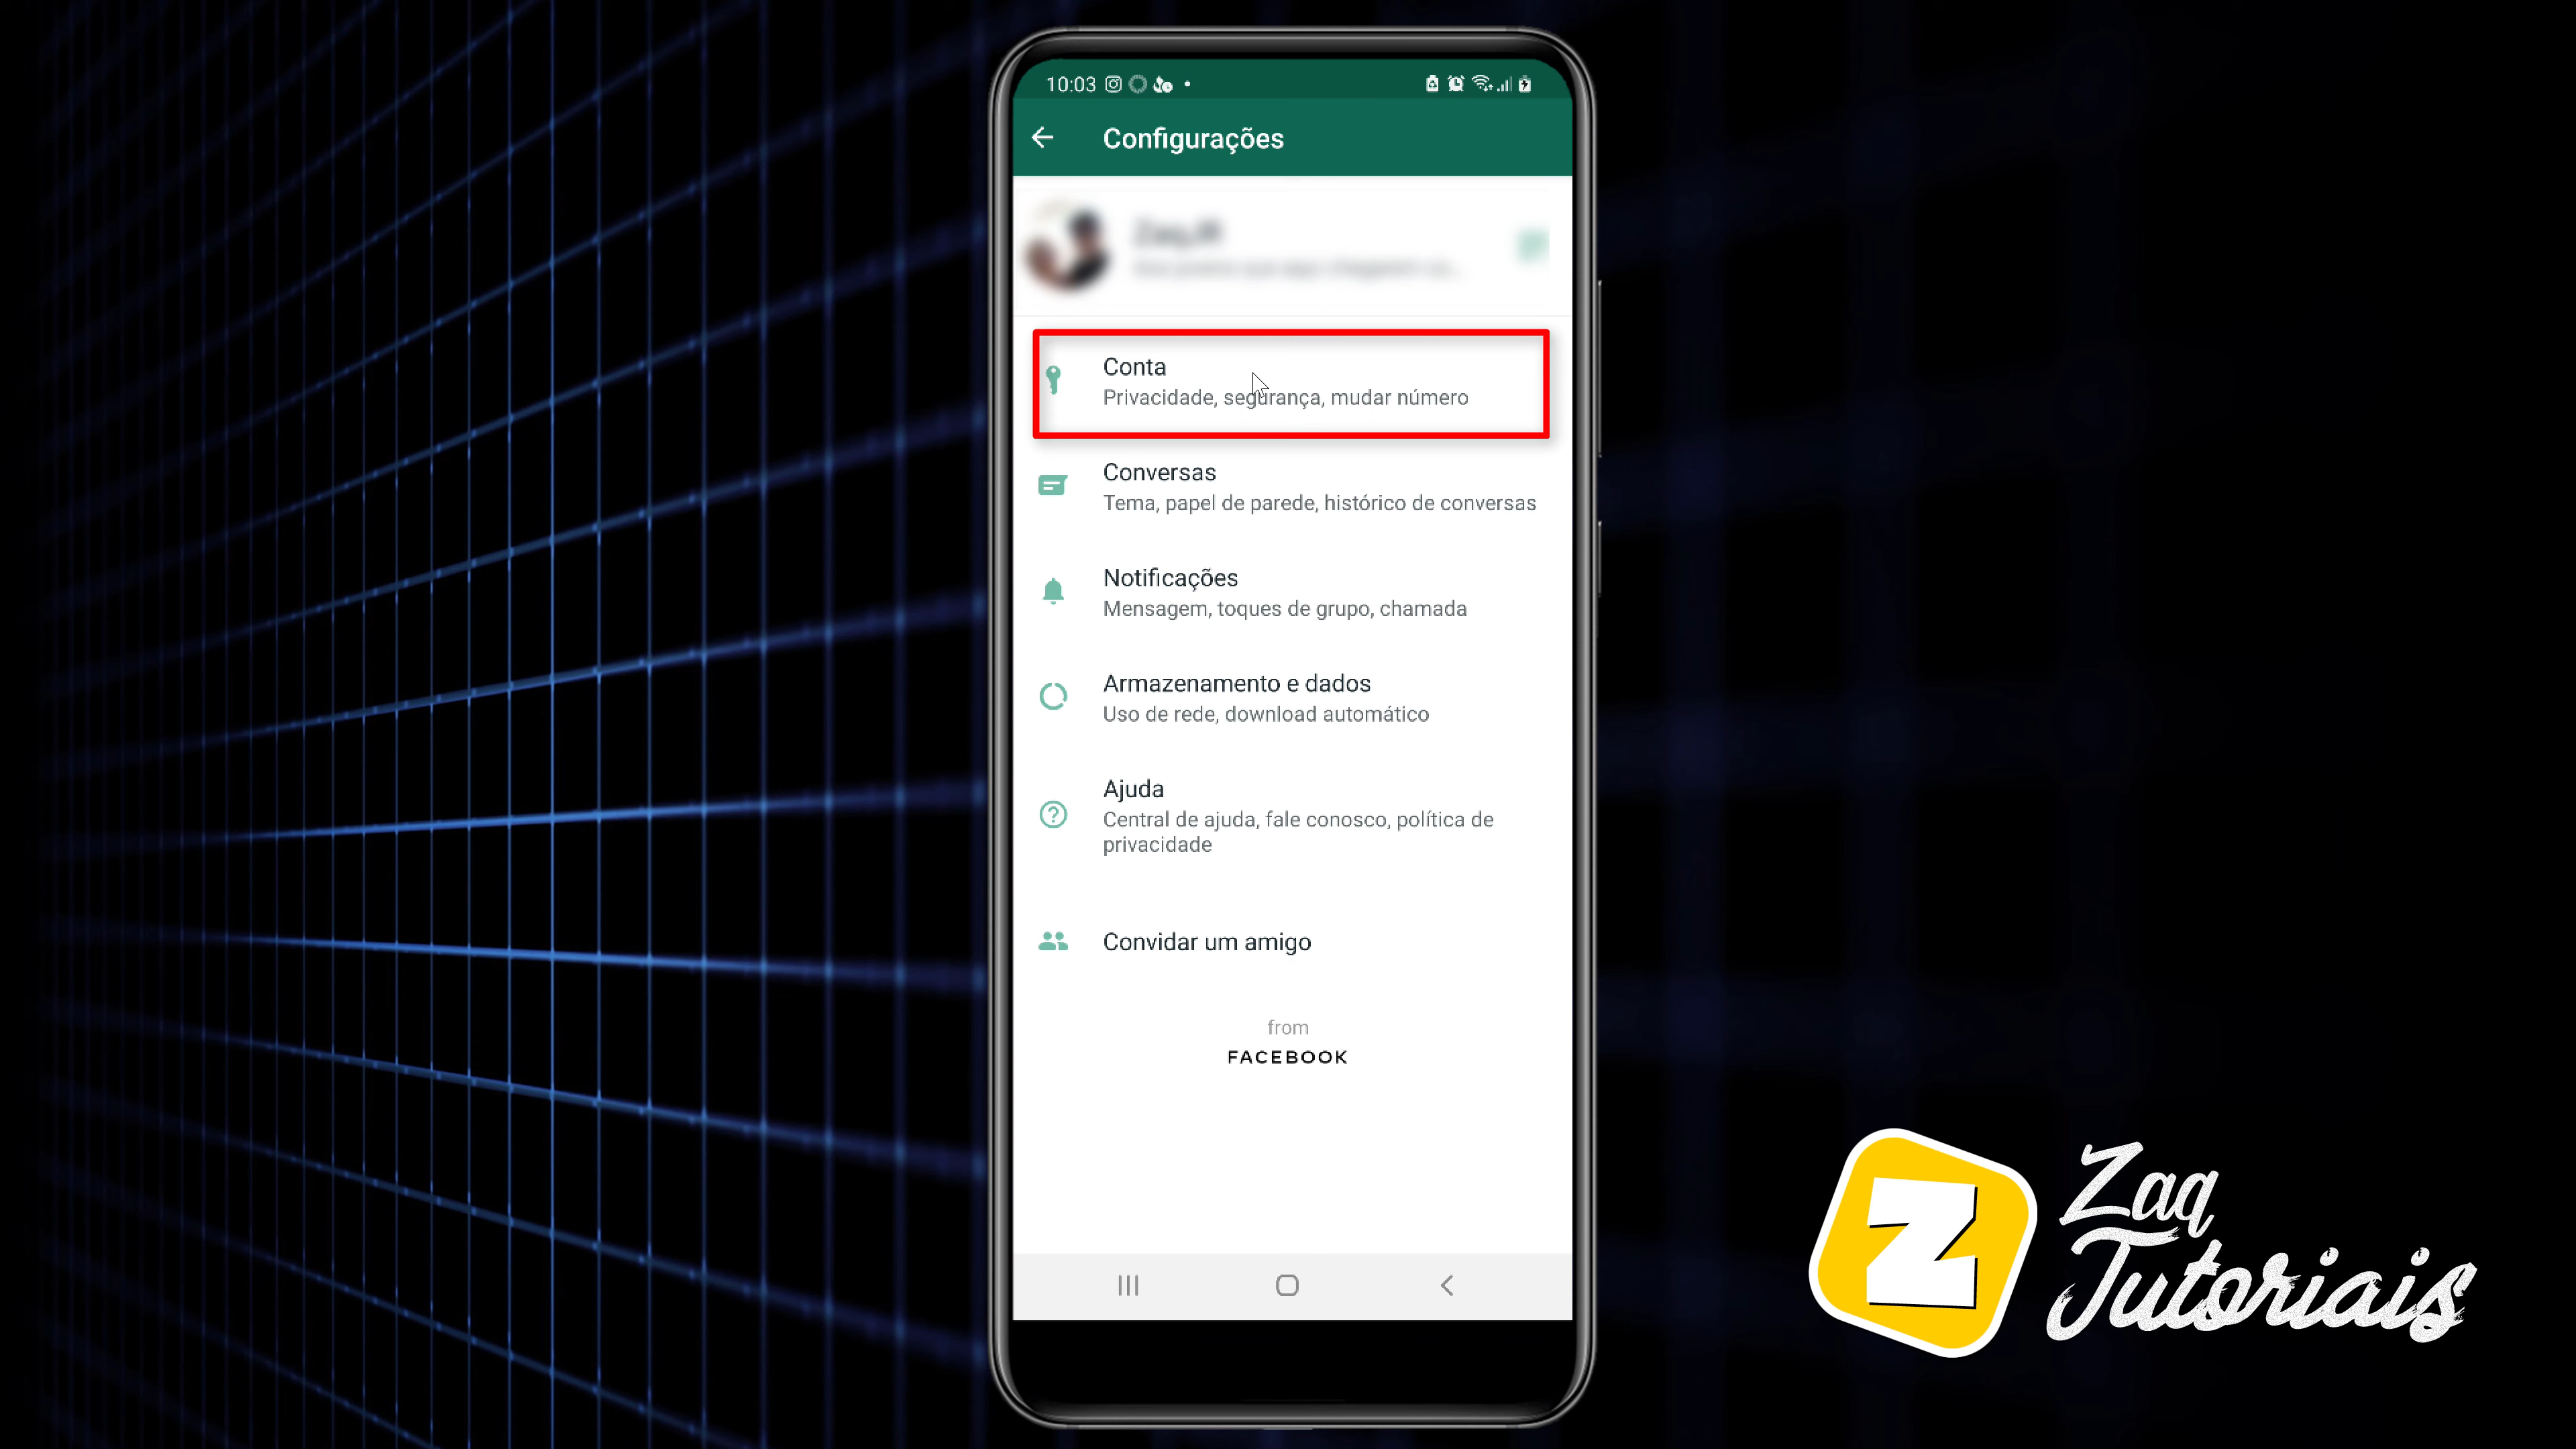 10:03
Configurações
Conta
Privacidade, segurança, mudar número
Conversas
Tema, papel de parede, histórico de conversas
Notificações
Mensagem, toques de grupo, chamada
Armazenamento e dados
Uso de rede, download automático
Ajuda
Central de ajuda, fale conosco, política de
privacidade
Convidar um amigo
from
FACEBOOK
Z
Zaq
Tutoriais